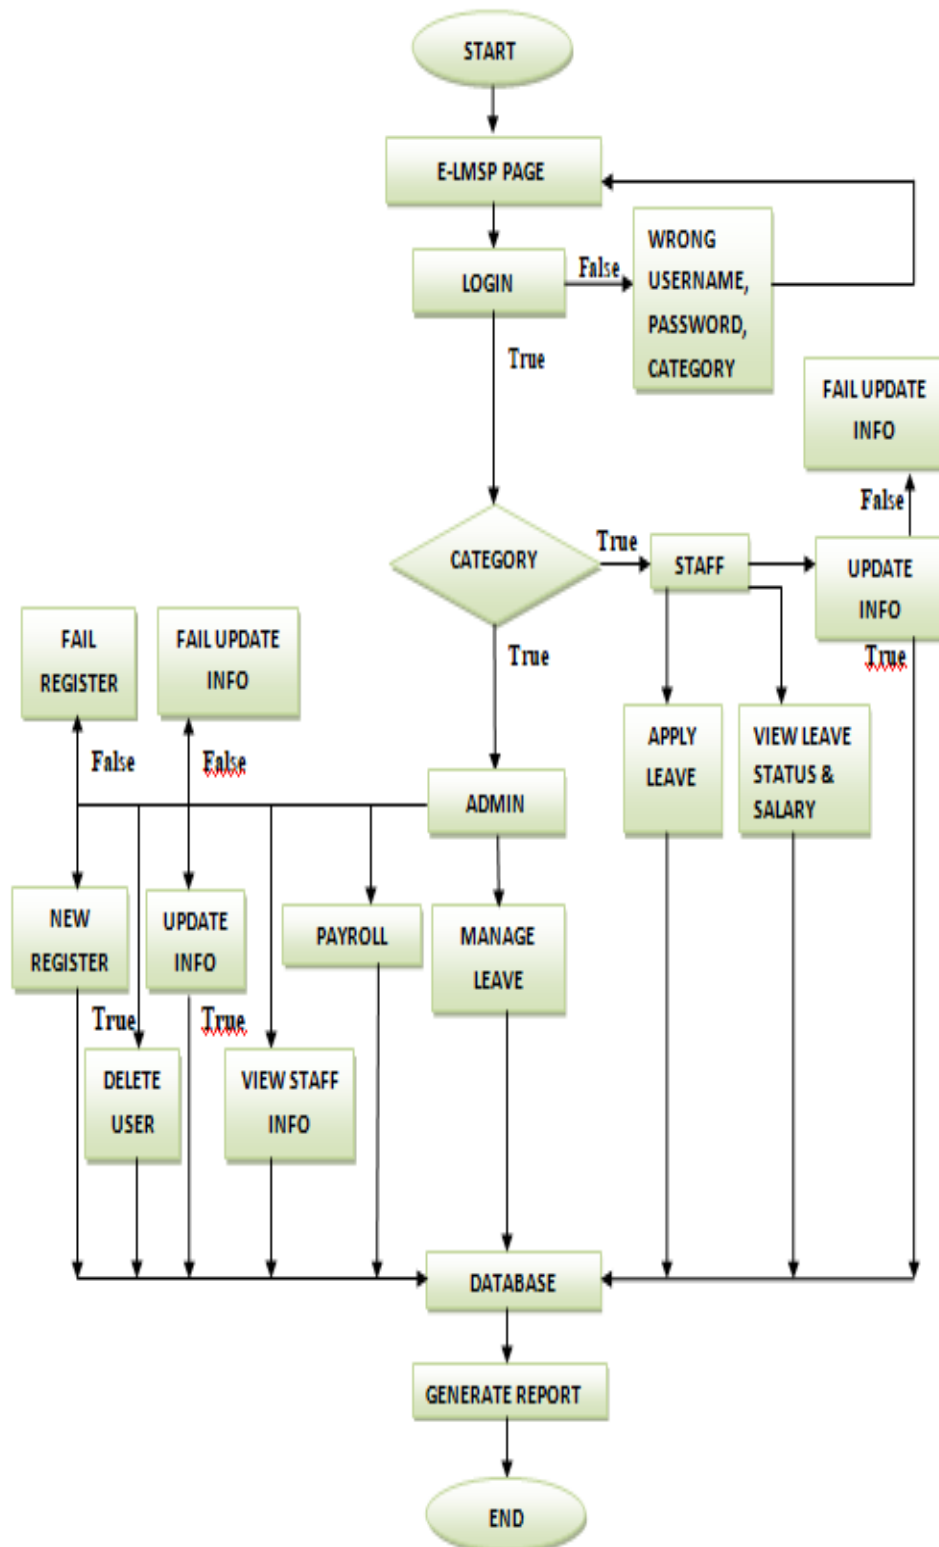 START
E-LMSP PAGE
LOGIN
False
WRONG
USERNAME,
PASSWORD,
CATEGORY
True
FAIL UPDATE
INFO
False
CATEGORY
True
STAFF
UPDATE
INFO
True
True
FAIL
REGISTER
FAIL UPDATE
INFO
False
False
APPLY
LEAVE
VIEW LEAVE
STATUS &
SALARY
ADMIN
NEW
REGISTER
UPDATE
INFO
PAYROLL
MANAGE
LEAVE
True
True
DELETE
USER
VIEW STAFF
INFO
DATABASE
GENERATE REPORT
END